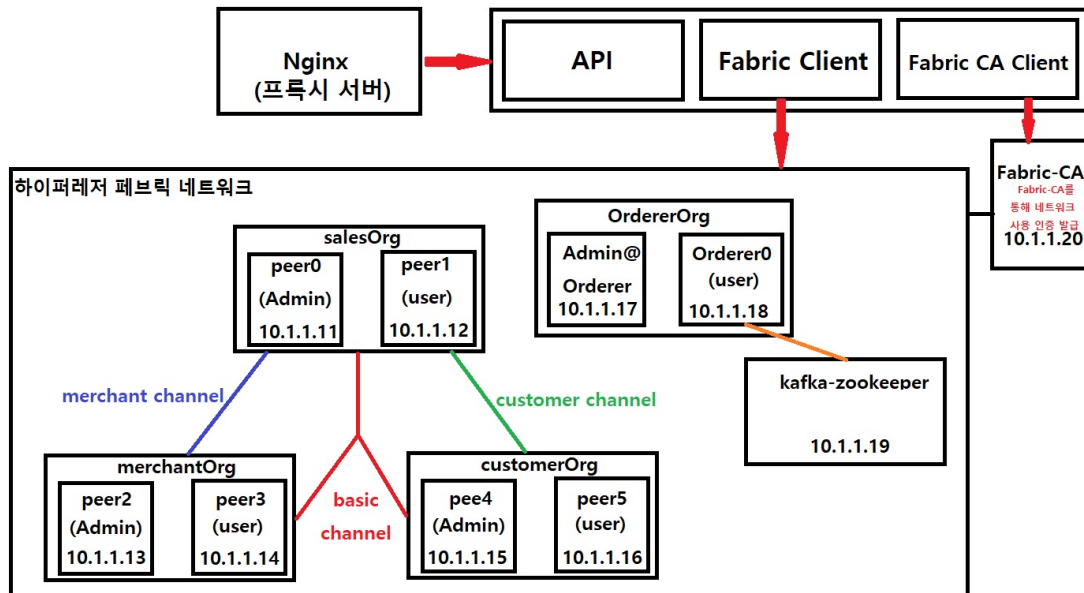 Nginx
(프록시 서버)
API
Fabric Client
Fabric CA Client
Fabric-CA
Fabric-CA를
통해 네트워크
사용 인증 발급
10.1.1.20
하이퍼레저 페브릭 네트워크
salesOrg
peer0
(Admin)
10.1.1.11
peer1
(user)
10.1.1.12
OrdererOrg
Admin@
Orderer
10.1.1.17
Orderer0
(user)
10.1.1.18
kafka-zookeeper
10.1.1.19
merchant channel
customer channel
basic
channel
merchantOrg
peer2
(Admin)
10.1.1.13
peer3
(user)
10.1.1.14
customerOrg
pee4
(Admin)
10.1.1.15
peer5
(user)
10.1.1.16